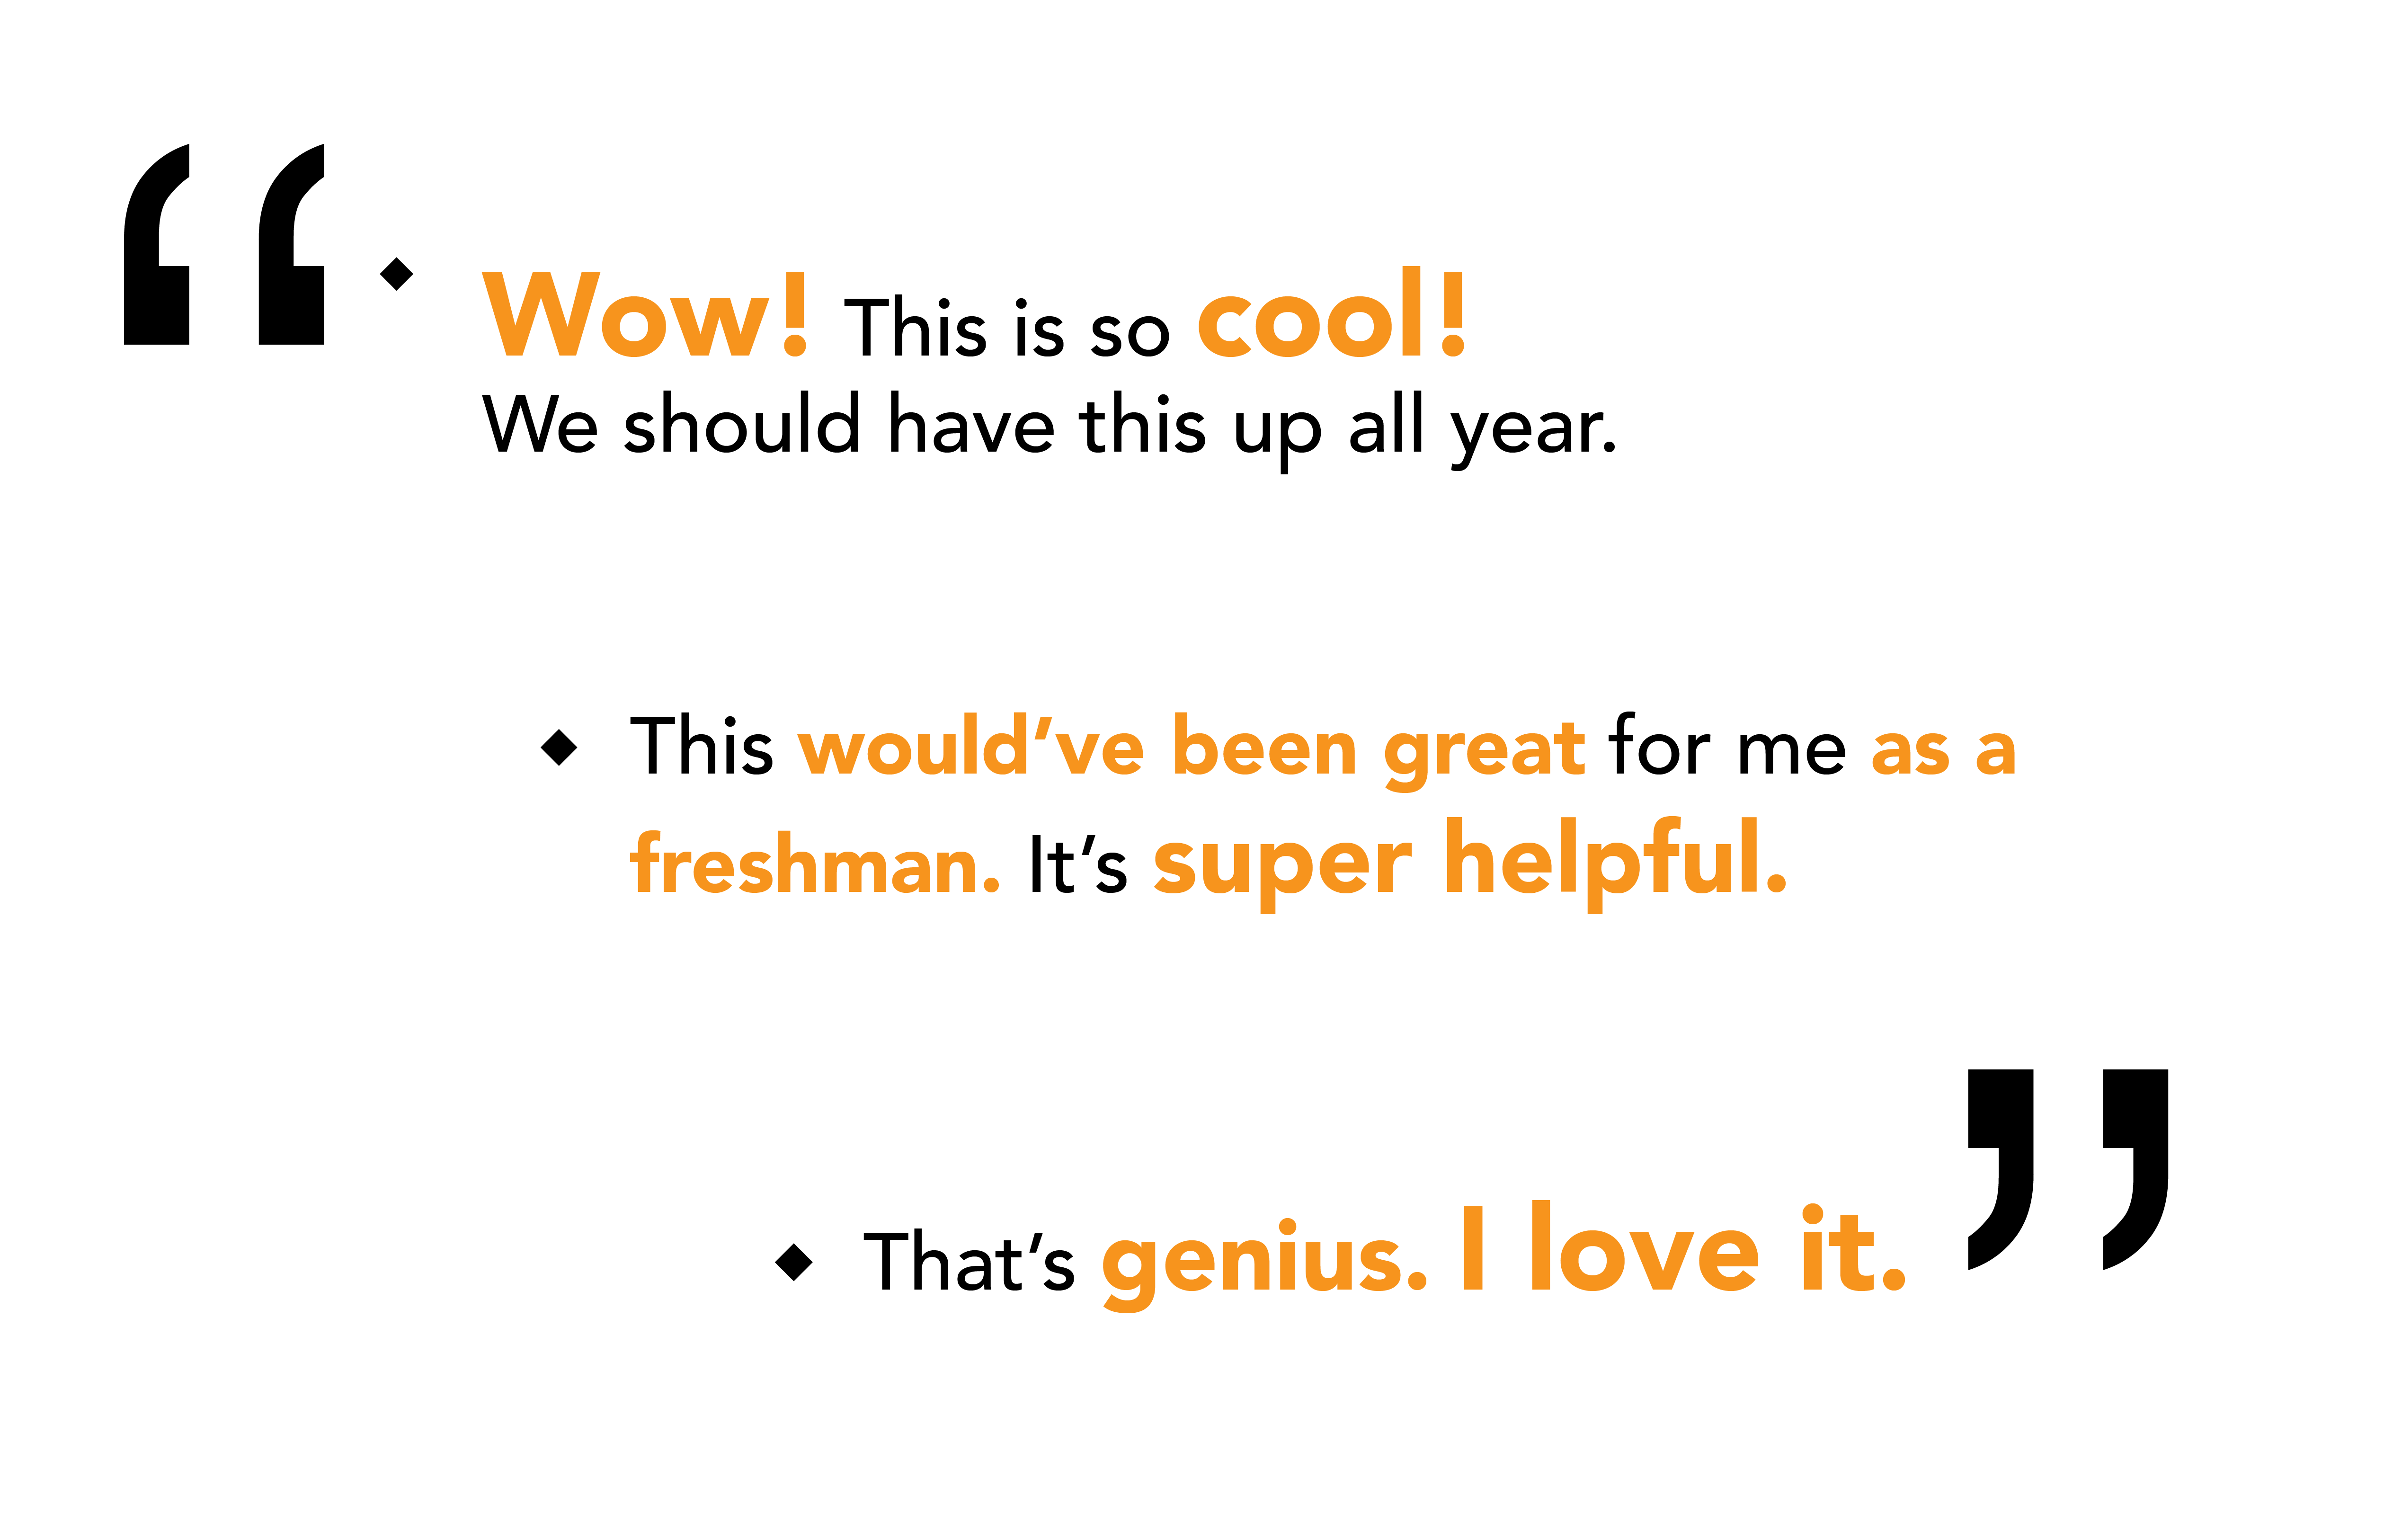 “ ◆ Wow! This is so cool!
We should have this up all year.
◆ This would’ve been great for me as a
freshman. It’s super helpful.
◆ That’s genius. I love it. ”